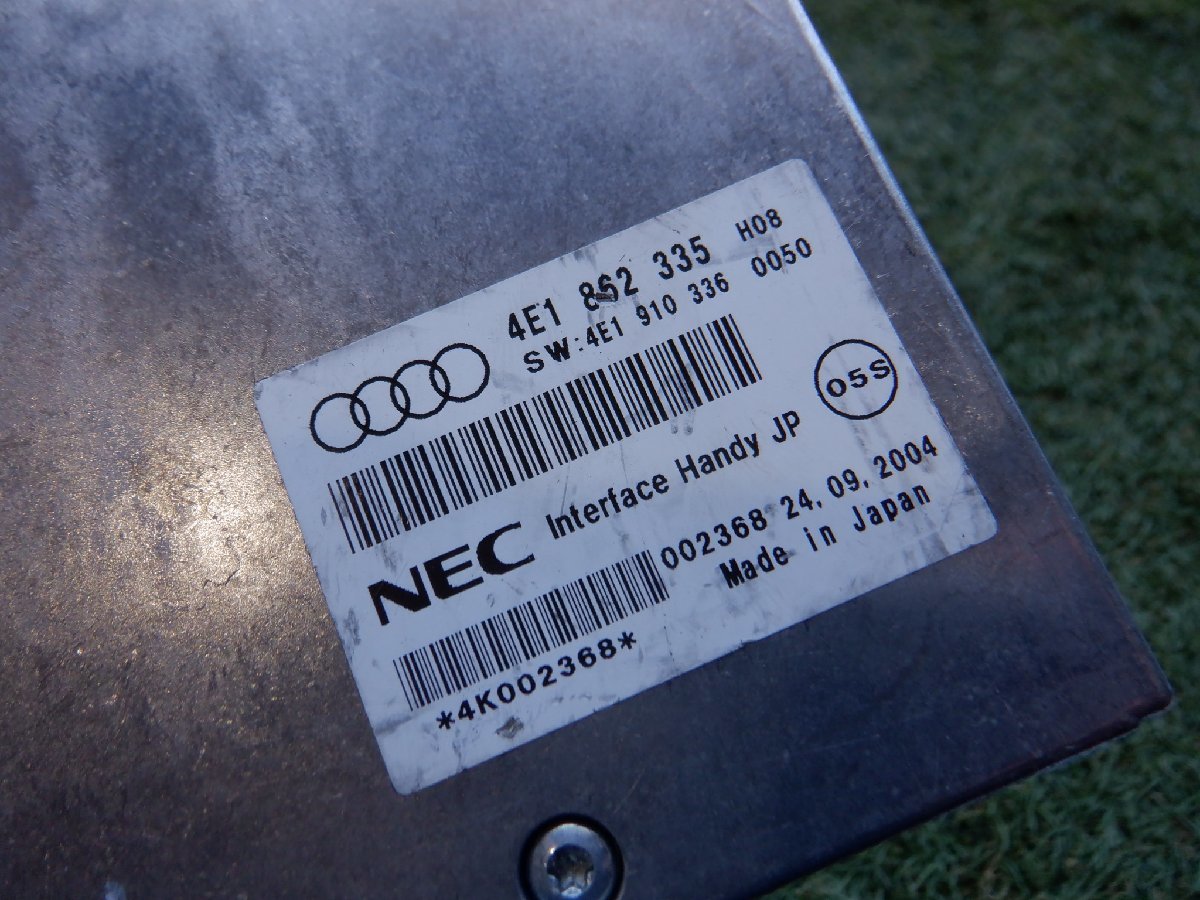 4E1 862 335 H08
SW:4E1 910 336 0050
05S
NEC Interface Handy JP
002368 24,09,2004
Made in Japan
*4K002368*